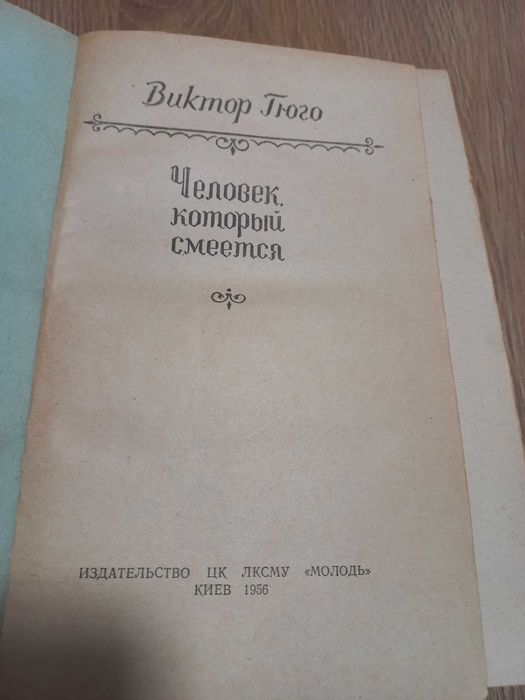 Виктор Гюго
Человек,
который
смеется
ИЗДАТЕЛЬСТВО ЦК ЛКСМУ «МОЛОДЬ»
КИЕВ 1956